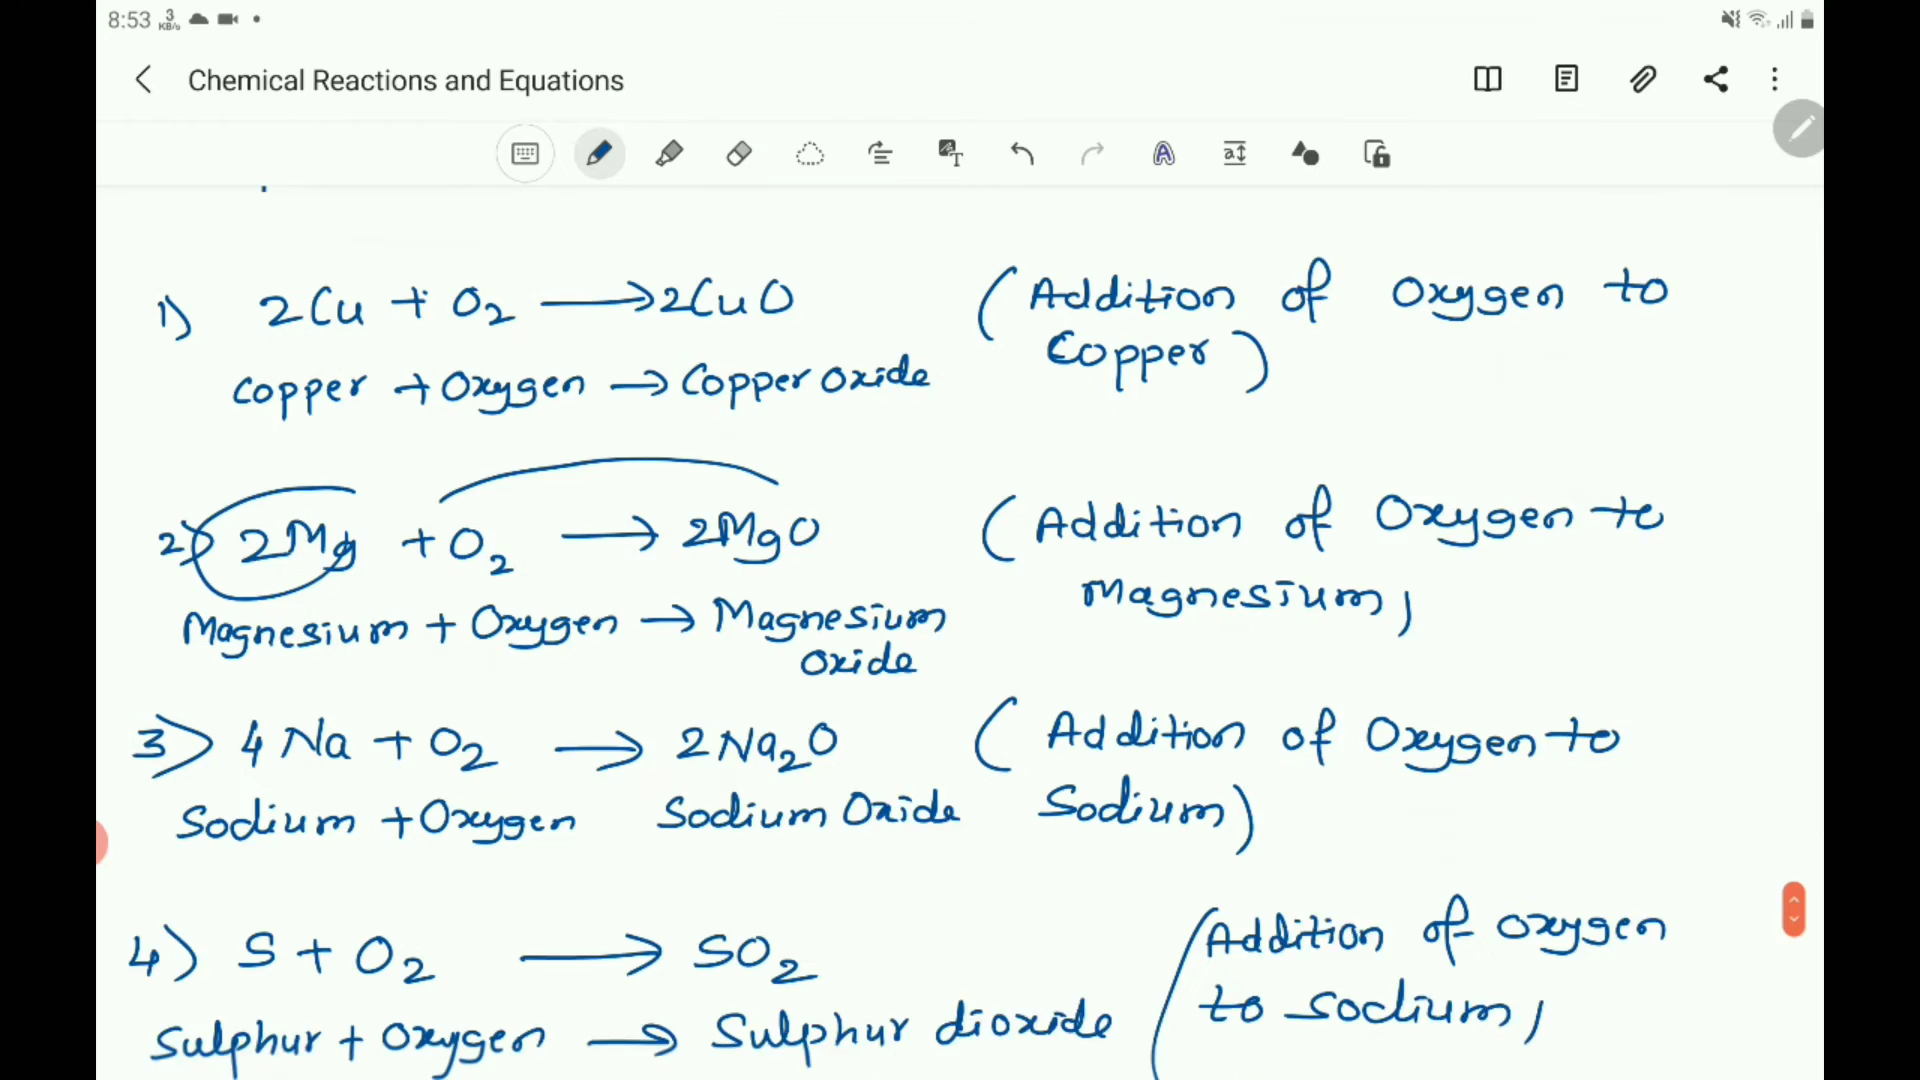 8:53 3 KB/s
Chemical Reactions and Equations
1) 2Cu + O2 → 2CuO (Addition of Oxygen to
Copper)
Copper + Oxygen → Copper Oxide
2) 2Mg + O2 → 2MgO (Addition of Oxygen to
Magnesium)
Magnesium + Oxygen → Magnesium
Oxide
3) 4Na + O2 → 2Na2O (Addition of Oxygen to
Sodium)
Sodium + Oxygen Sodium Oxide
4) S + O2 → SO2 (Addition of Oxygen
to Sodium)
Sulphur + Oxygen → Sulphur dioxide